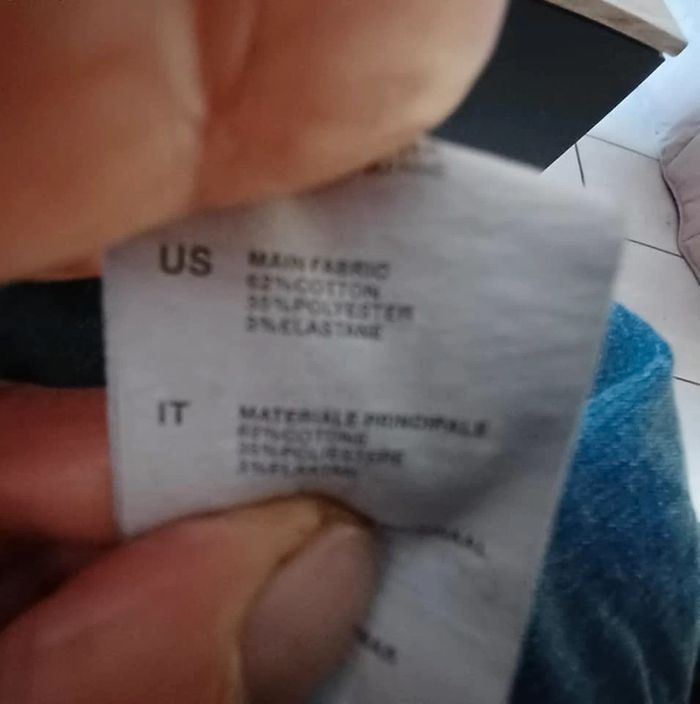 US
MAIN FABRIC
62%COTTON
35%POLYESTER
3%ELASTANE
IT
MATERIALE PRINCIPALE
62%COTONE
35%POLIESTERE